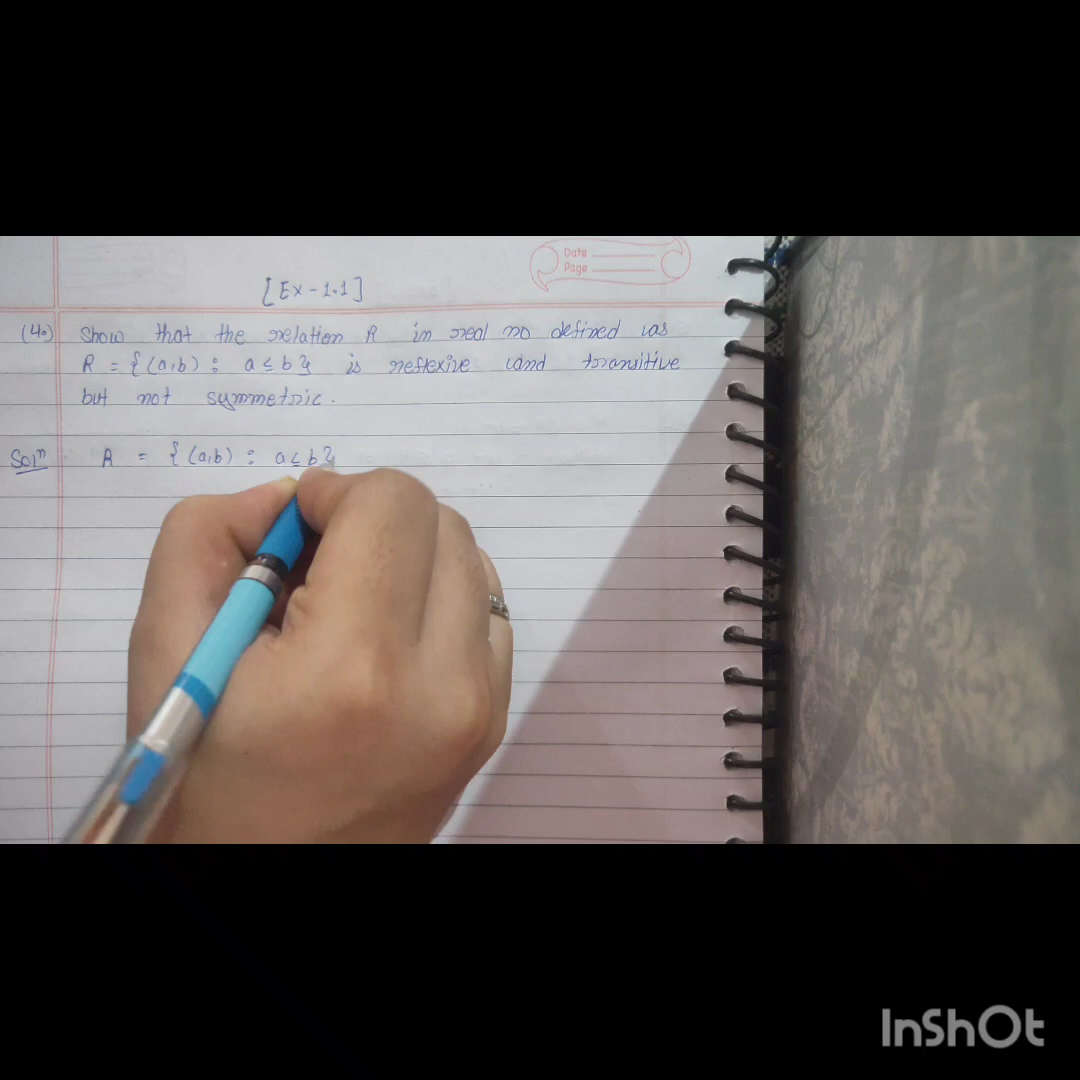 Date
Page
[Ex-1.1]
(4.) Show that the relation R in real no defined as
R = {(a,b) : a ≤ b} is reflexive and transitive
but not symmetric.
Solⁿ R = {(a,b) : a ≤ b}
InShOt